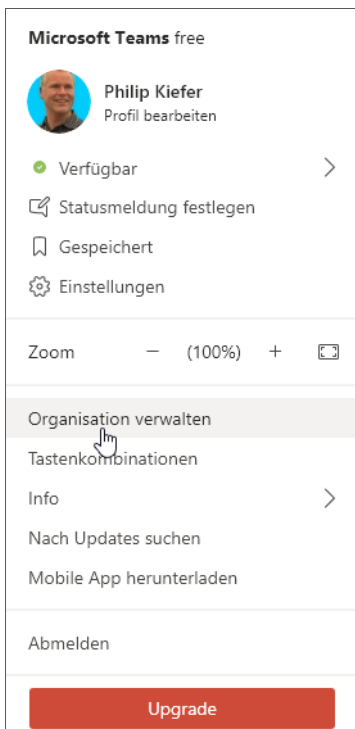 Microsoft Teams free
Philip Kiefer
Profil bearbeiten
Verfügbar
Statusmeldung festlegen
Gespeichert
Einstellungen
Zoom — (100%) +
Organisation verwalten
Tastenkombinationen
Info
Nach Updates suchen
Mobile App herunterladen
Abmelden
Upgrade